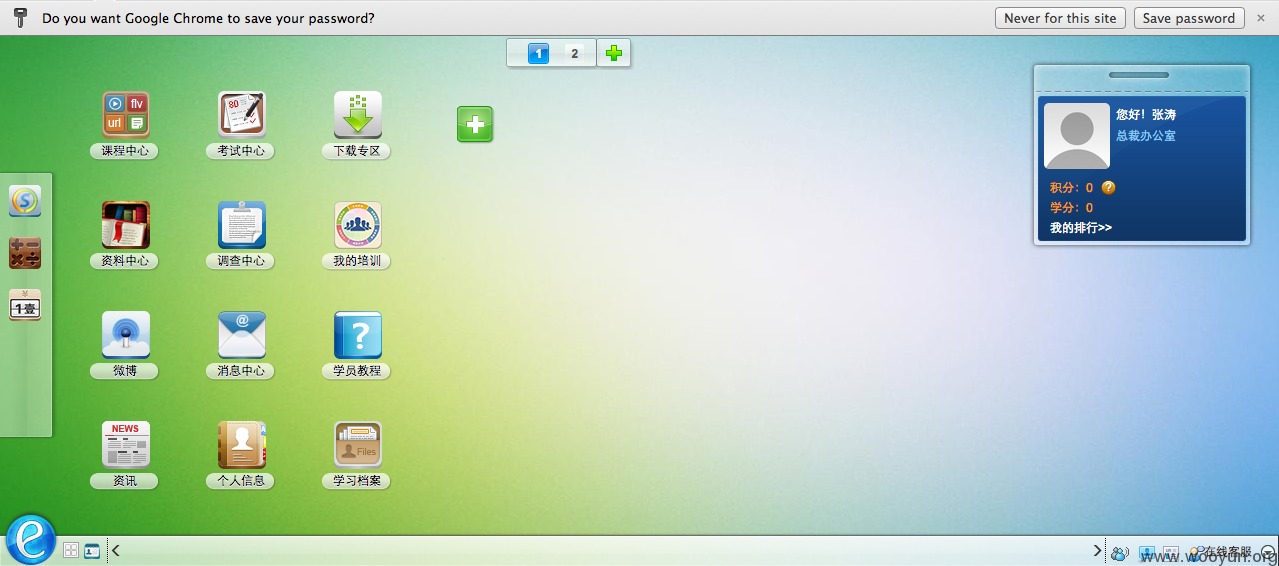 Do you want Google Chrome to save your password?
Never for this site
Save password
×
1
2
您好！张涛
总裁办公室
积分：0
?
学分：0
我的排行>>
flv
url
课程中心
80
考试中心
下载专区
资料中心
调查中心
我的培训
微博
@
消息中心
?
学员教程
NEWS
资讯
个人信息
Files
学习档案
S
¥
1壹
e
在线客服
www.wooyun.org